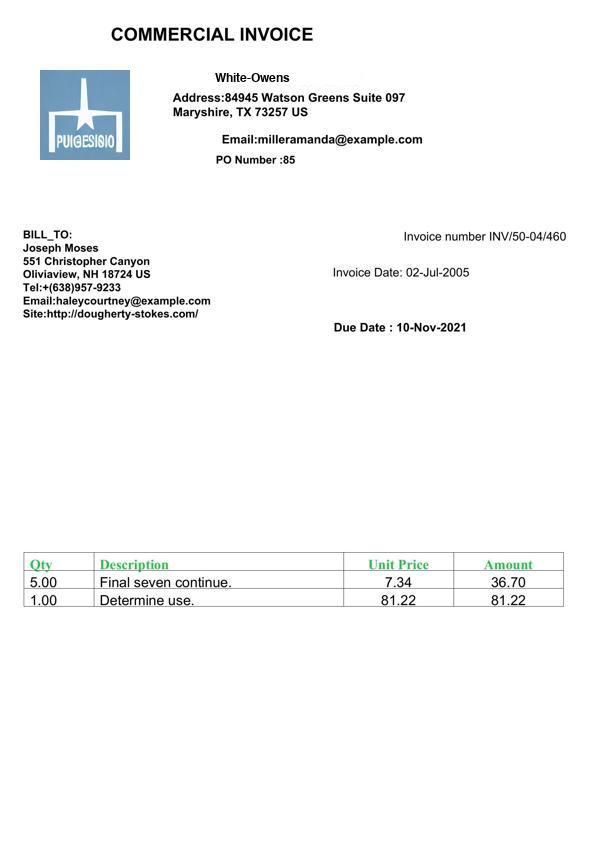 COMMERCIAL INVOICE
PUIGESISIO
White-Owens
Address:84945 Watson Greens Suite 097
Maryshire, TX 73257 US
Email:milleramanda@example.com
PO Number :85
BILL_TO:
Joseph Moses
551 Christopher Canyon
Oliviaview, NH 18724 US
Tel:+(638)957-9233
Email:haleycourtney@example.com
Site:http://dougherty-stokes.com/
Invoice number INV/50-04/460
Invoice Date: 02-Jul-2005
Due Date : 10-Nov-2021
Qty Description Unit Price Amount
5.00 Final seven continue. 7.34 36.70
1.00 Determine use. 81.22 81.22